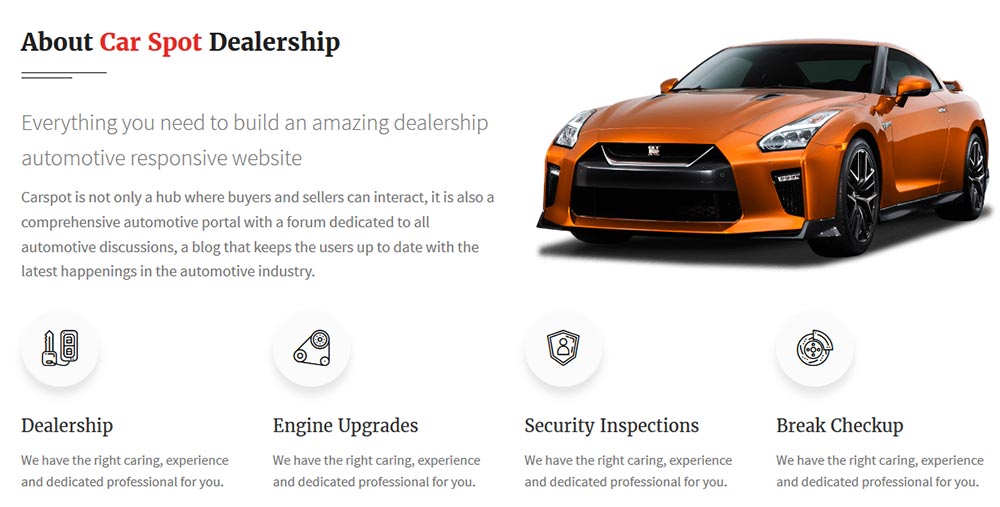 About Car Spot Dealership
Everything you need to build an amazing dealership
automotive responsive website
Carspot is not only a hub where buyers and sellers can interact, it is also a
comprehensive automotive portal with a forum dedicated to all
automotive discussions, a blog that keeps the users up to date with the
latest happenings in the automotive industry.
Dealership
We have the right caring, experience
and dedicated professional for you.
Engine Upgrades
We have the right caring, experience
and dedicated professional for you.
Security Inspections
We have the right caring, experience
and dedicated professional for you.
Break Checkup
We have the right caring, experience
and dedicated professional for you.